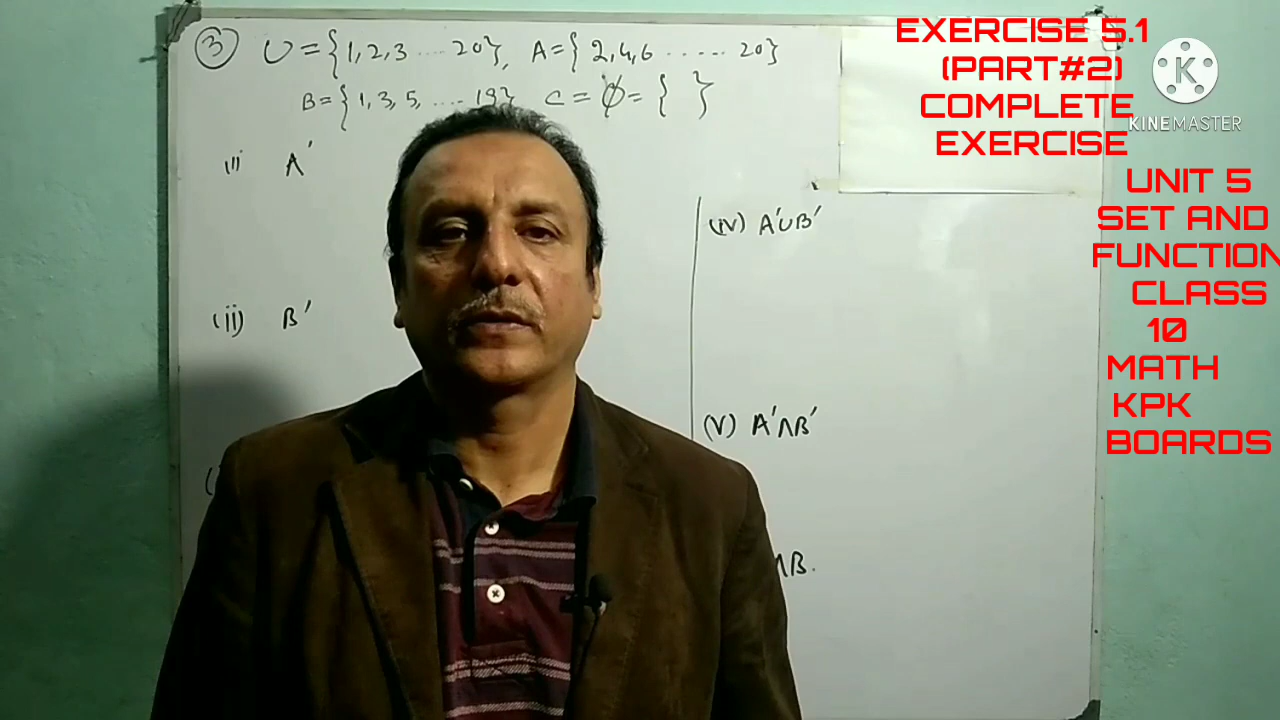 ③ U = {1, 2, 3 ..... 20}, A = {2, 4, 6 ...... 20}
B = {1, 3, 5, ..... 19} C = ∅ = { }
(i) A′
(ii) B′
(iv) A′∪B′
(v) A′∩B′
∩B.
EXERCISE 5.1
(PART#2)
COMPLETE
EXERCISE
KINEMASTER
UNIT 5
SET AND
FUNCTION
CLASS
10
MATH
KPK
BOARDS